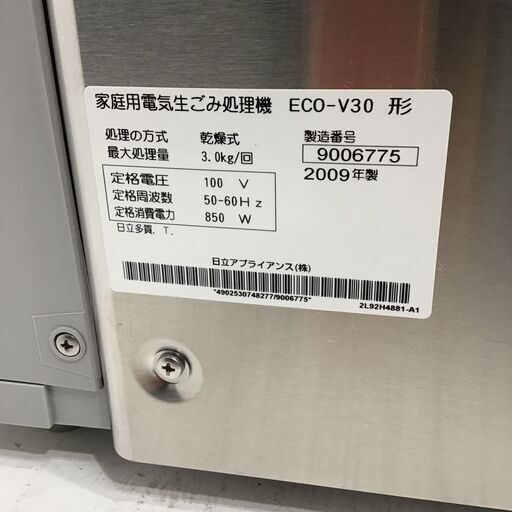 家庭用電気生ごみ処理機 ECO-V30 形
処理の方式 乾燥式
最大処理量 3.0kg/回
製造番号
9006775
2009年製
定格電圧 100 V
定格周波数 50-60Hz
定格消費電力 850 W
日立多賀. T.
日立アプライアンス(株)
*4902530748277/9006775*
2L92H4881-A1